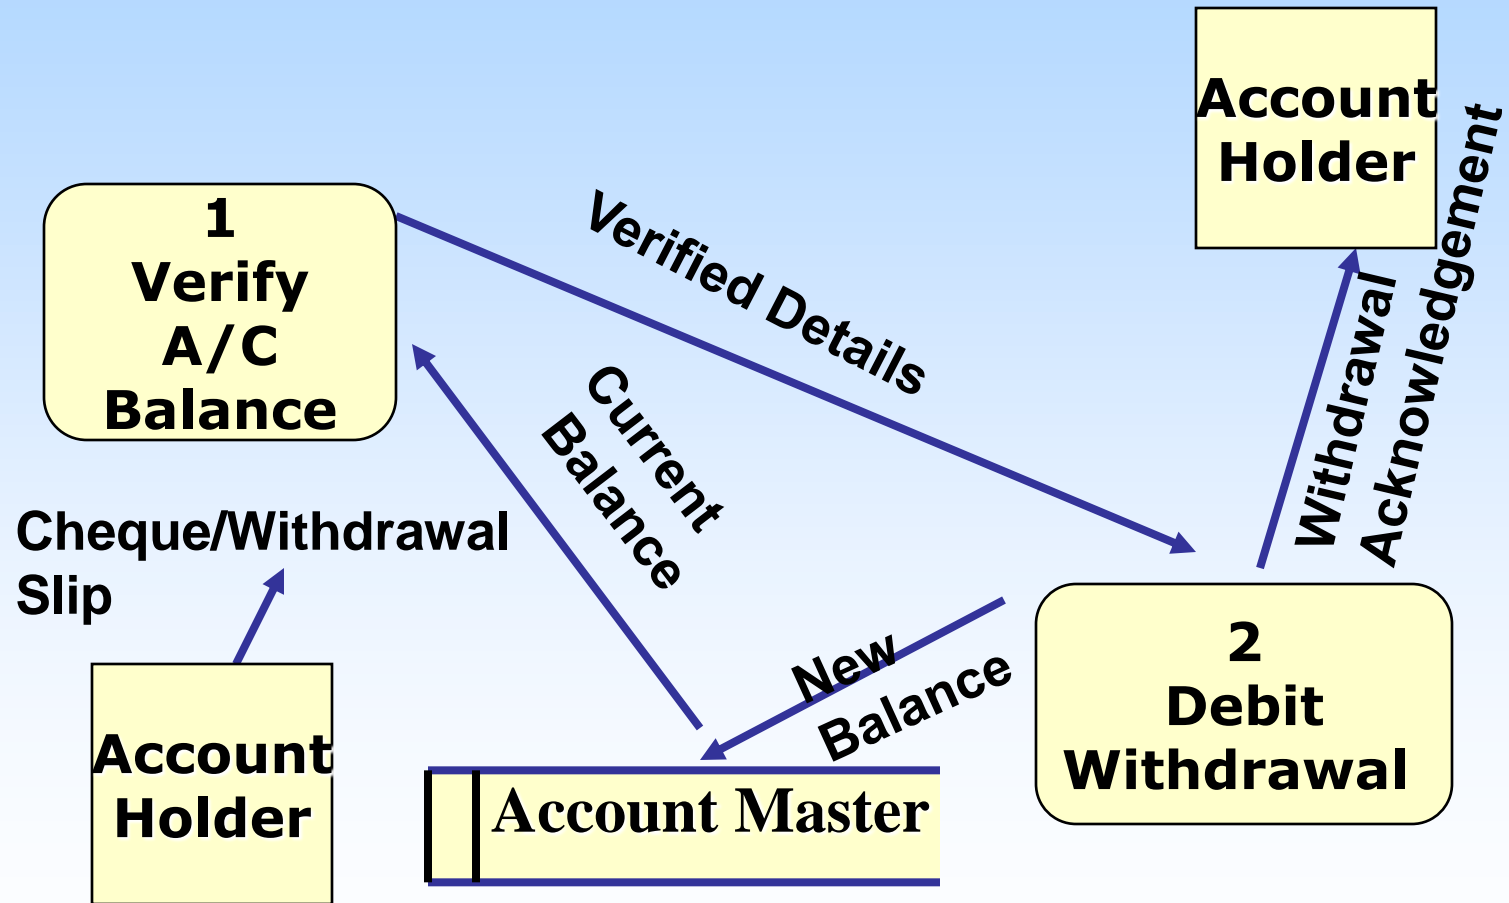 Account
Holder
1
Verify
A/C
Balance
Verified Details
Withdrawal
Acknowledgement
Current
Balance
Cheque/Withdrawal
Slip
New
Balance
2
Debit
Withdrawal
Account
Holder
Account Master